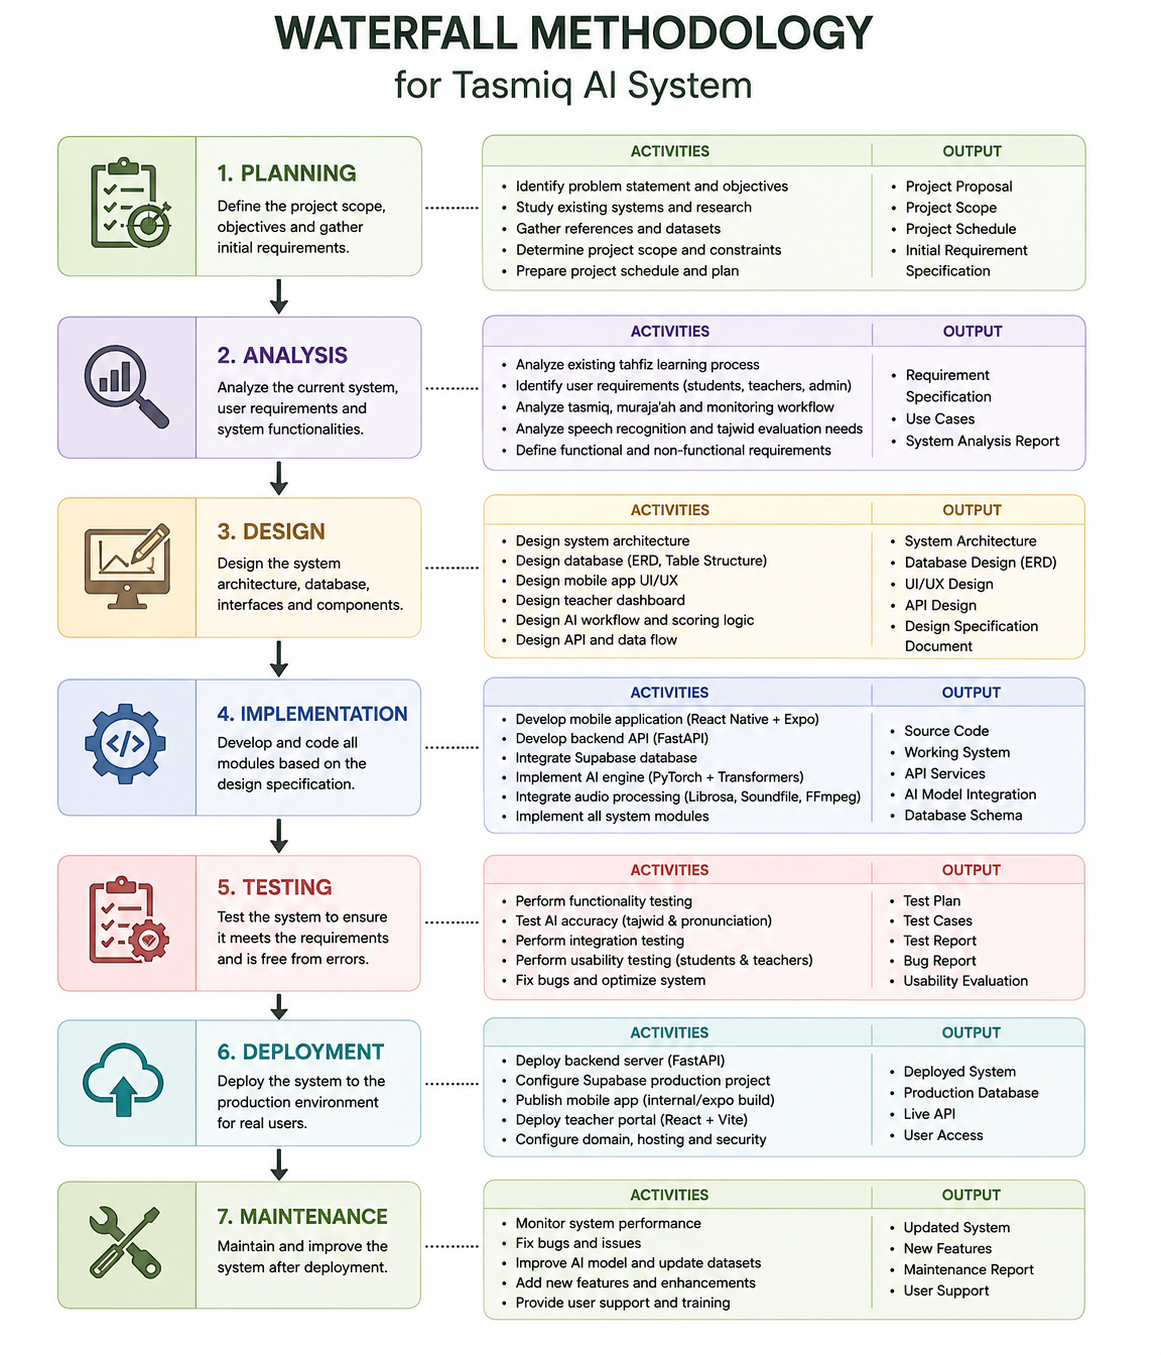 WATERFALL METHODOLOGY
for Tasmiq AI System
1. PLANNING
Define the project scope,
objectives and gather
initial requirements.
ACTIVITIES
• Identify problem statement and objectives
• Study existing systems and research
• Gather references and datasets
• Determine project scope and constraints
• Prepare project schedule and plan
OUTPUT
• Project Proposal
• Project Scope
• Project Schedule
• Initial Requirement
Specification
2. ANALYSIS
Analyze the current system,
user requirements and
system functionalities.
ACTIVITIES
• Analyze existing tahfiz learning process
• Identify user requirements (students, teachers, admin)
• Analyze tasmiq, muraja'ah and monitoring workflow
• Analyze speech recognition and tajwid evaluation needs
• Define functional and non-functional requirements
OUTPUT
• Requirement
Specification
• Use Cases
• System Analysis Report
3. DESIGN
Design the system
architecture, database,
interfaces and components.
ACTIVITIES
• Design system architecture
• Design database (ERD, Table Structure)
• Design mobile app UI/UX
• Design teacher dashboard
• Design AI workflow and scoring logic
• Design API and data flow
OUTPUT
• System Architecture
• Database Design (ERD)
• UI/UX Design
• API Design
• Design Specification
Document
4. IMPLEMENTATION
Develop and code all
modules based on the
design specification.
ACTIVITIES
• Develop mobile application (React Native + Expo)
• Develop backend API (FastAPI)
• Integrate Supabase database
• Implement AI engine (PyTorch + Transformers)
• Integrate audio processing (Librosa, Soundfile, FFmpeg)
• Implement all system modules
OUTPUT
• Source Code
• Working System
• API Services
• AI Model Integration
• Database Schema
5. TESTING
Test the system to ensure
it meets the requirements
and is free from errors.
ACTIVITIES
• Perform functionality testing
• Test AI accuracy (tajwid & pronunciation)
• Perform integration testing
• Perform usability testing (students & teachers)
• Fix bugs and optimize system
OUTPUT
• Test Plan
• Test Cases
• Test Report
• Bug Report
• Usability Evaluation
6. DEPLOYMENT
Deploy the system to the
production environment
for real users.
ACTIVITIES
• Deploy backend server (FastAPI)
• Configure Supabase production project
• Publish mobile app (internal/expo build)
• Deploy teacher portal (React + Vite)
• Configure domain, hosting and security
OUTPUT
• Deployed System
• Production Database
• Live API
• User Access
7. MAINTENANCE
Maintain and improve the
system after deployment.
ACTIVITIES
• Monitor system performance
• Fix bugs and issues
• Improve AI model and update datasets
• Add new features and enhancements
• Provide user support and training
OUTPUT
• Updated System
• New Features
• Maintenance Report
• User Support